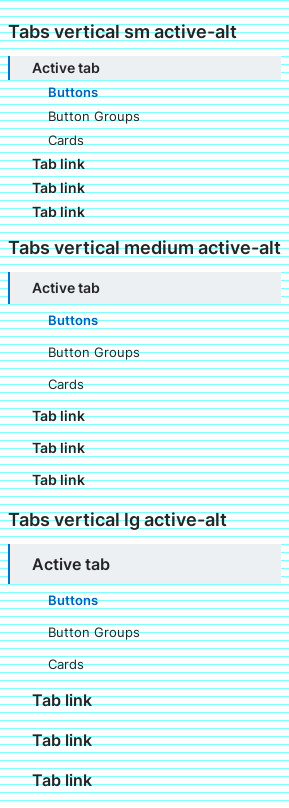 Tabs vertical sm active-alt
Active tab
Buttons
Button Groups
Cards
Tab link
Tab link
Tab link
Tabs vertical medium active-alt
Active tab
Buttons
Button Groups
Cards
Tab link
Tab link
Tab link
Tabs vertical lg active-alt
Active tab
Buttons
Button Groups
Cards
Tab link
Tab link
Tab link